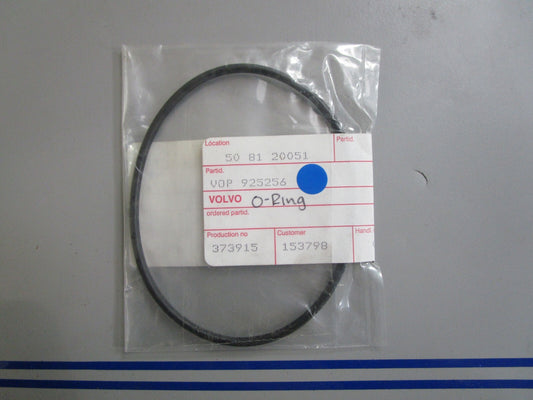 Location Partid.
50 81 20051
Partid.
VOP 925256
VOLVO O-Ring
ordered partid.
Production no Customer Handl
373915 153798